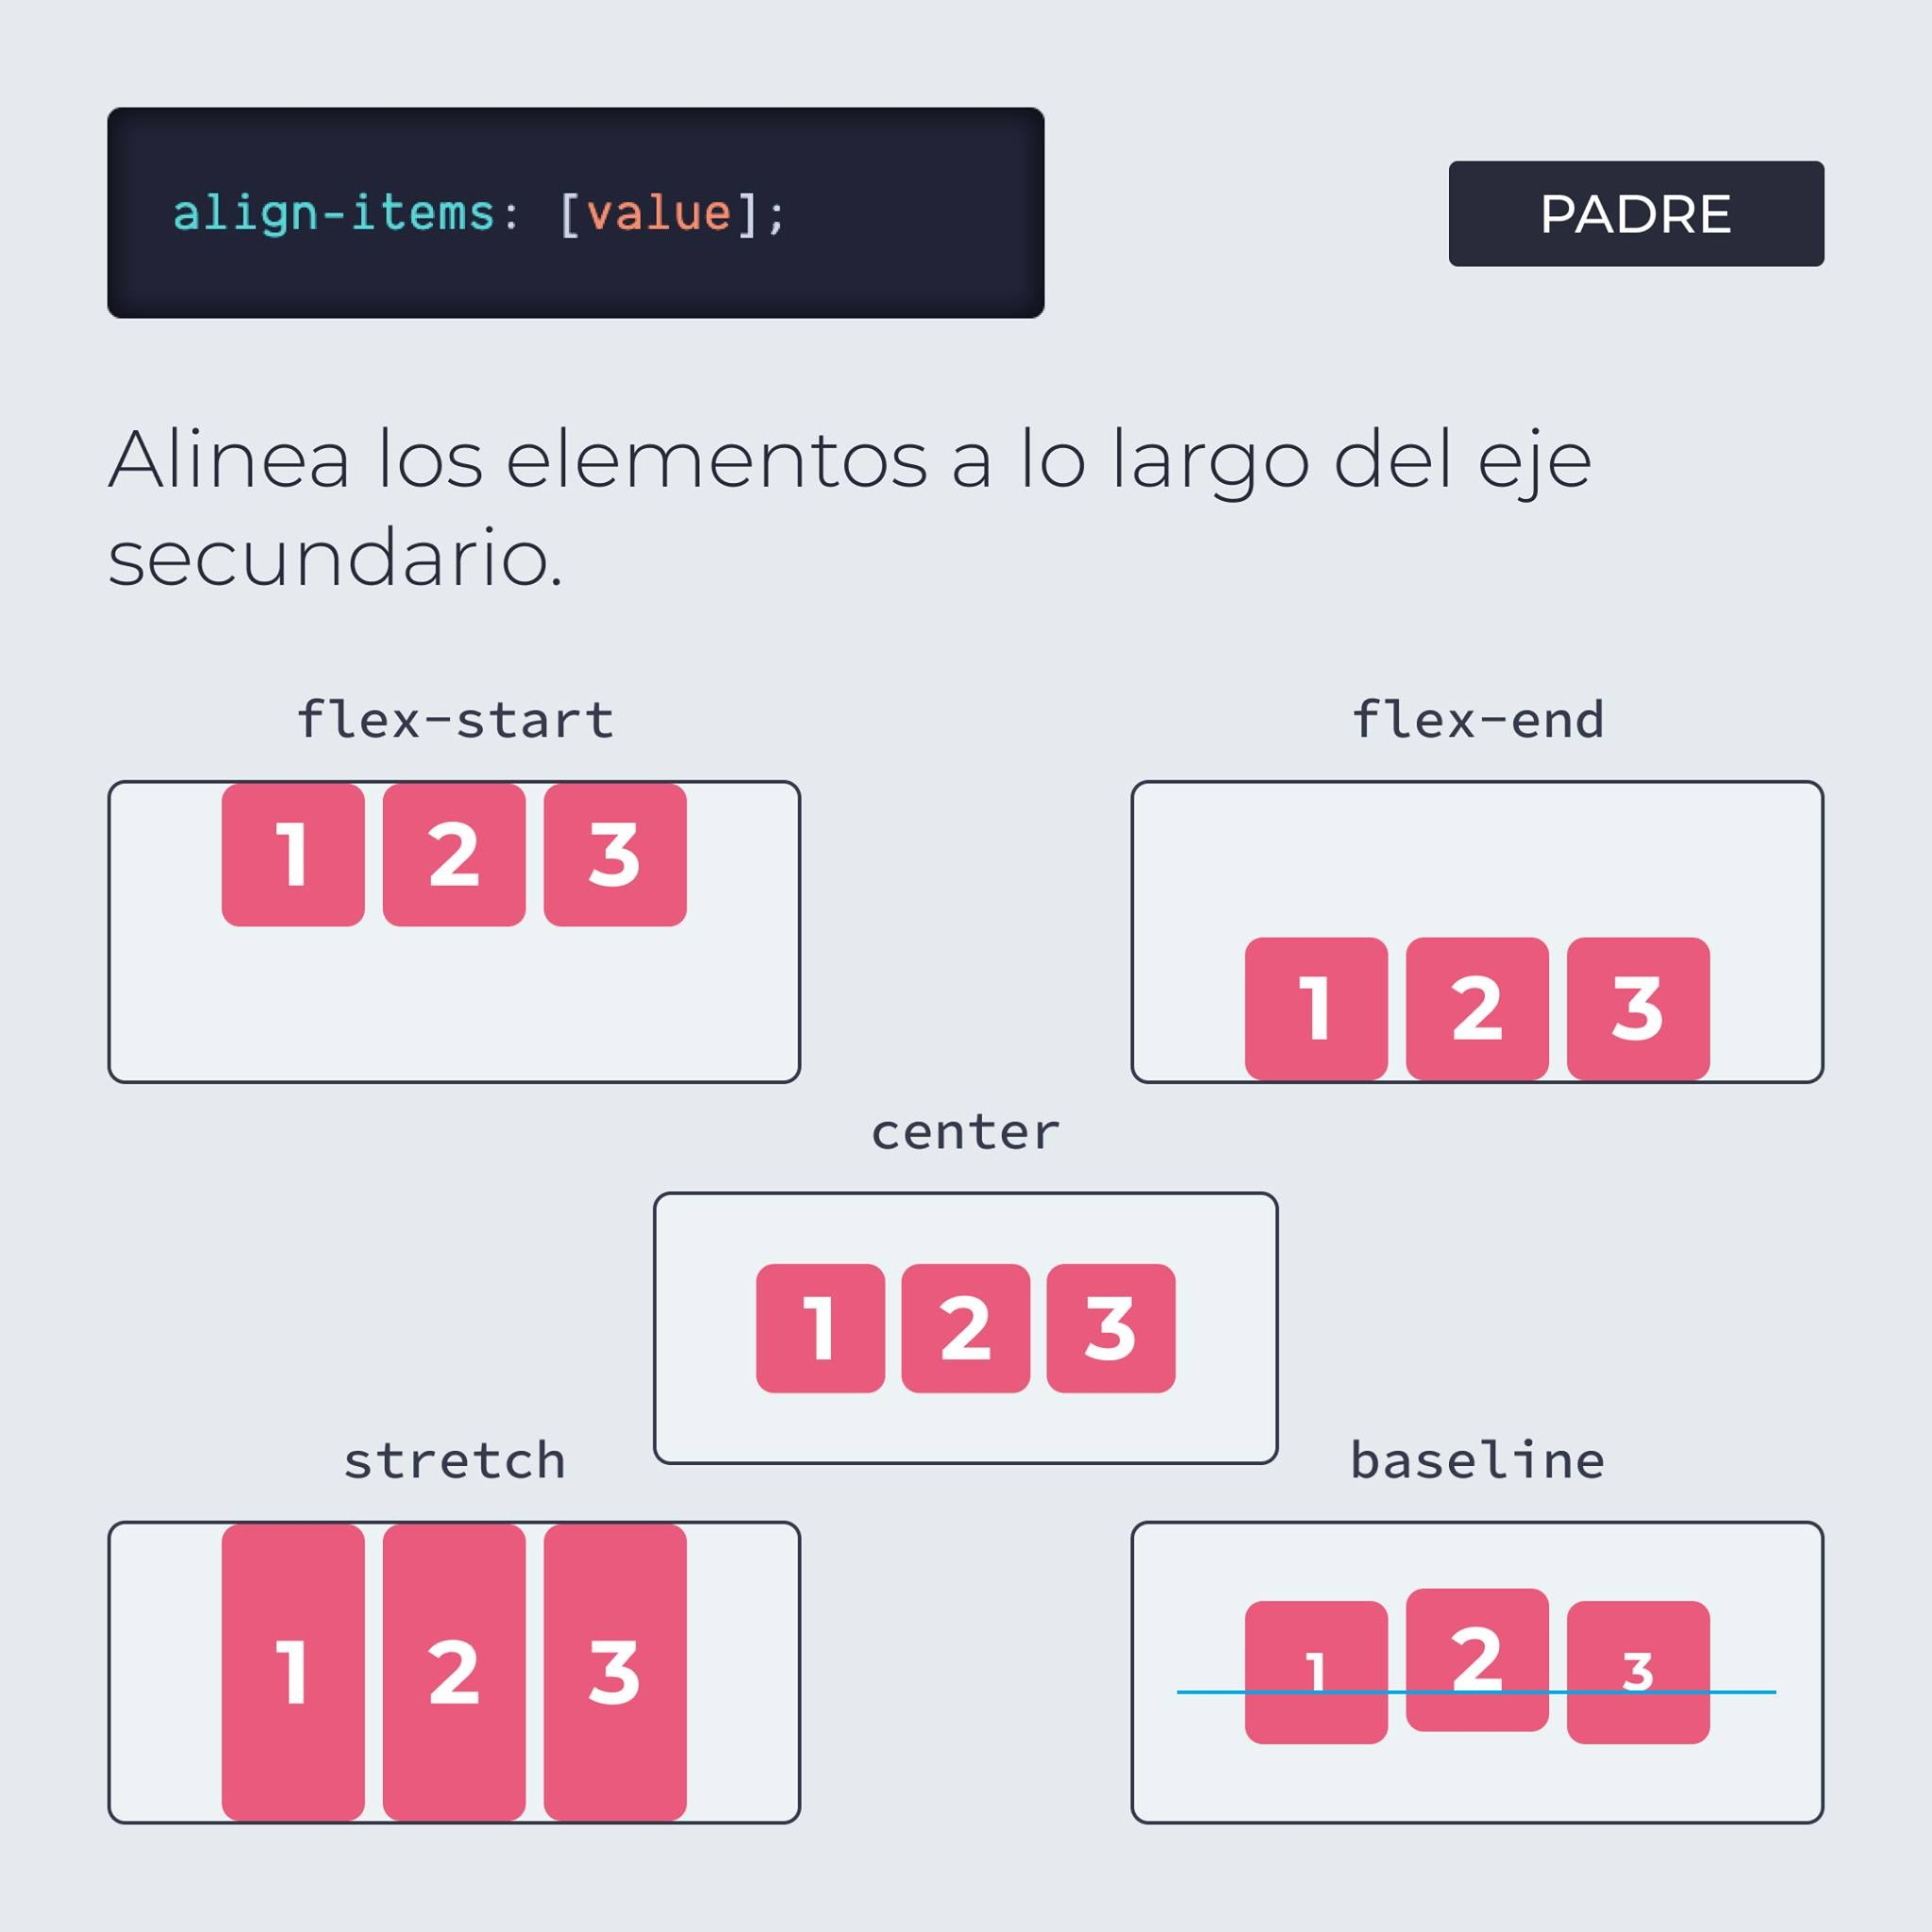 align-items: [value];
PADRE
Alinea los elementos a lo largo del eje
secundario.
flex-start
1 2 3
flex-end
1 2 3
center
1 2 3
stretch
1 2 3
baseline
1 2 3